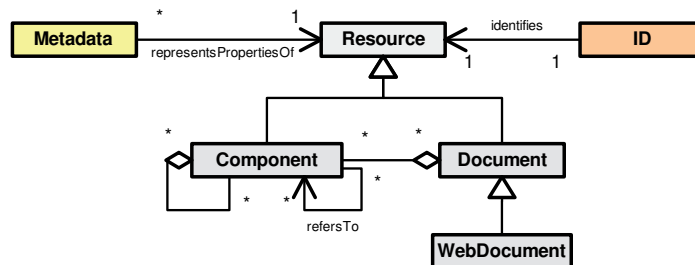 * 1 identifies
Metadata Resource ID
representsPropertiesOf 1 1
* * *
Component Document
* * *
refersTo
WebDocument